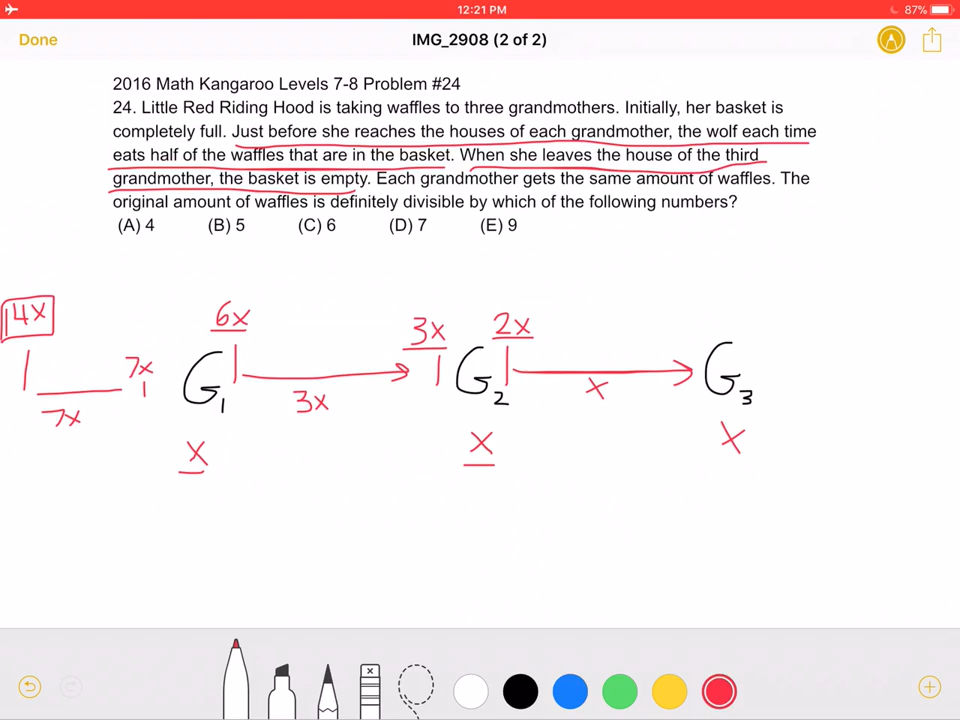 12:21 PM
87%
Done
IMG_2908 (2 of 2)
2016 Math Kangaroo Levels 7-8 Problem #24
24. Little Red Riding Hood is taking waffles to three grandmothers. Initially, her basket is
completely full. Just before she reaches the houses of each grandmother, the wolf each time
eats half of the waffles that are in the basket. When she leaves the house of the third
grandmother, the basket is empty. Each grandmother gets the same amount of waffles. The
original amount of waffles is definitely divisible by which of the following numbers?
(A) 4 (B) 5 (C) 6 (D) 7 (E) 9
14x 6x 3x 2x
7x G1 G2 G3
7x 3x x
x x x